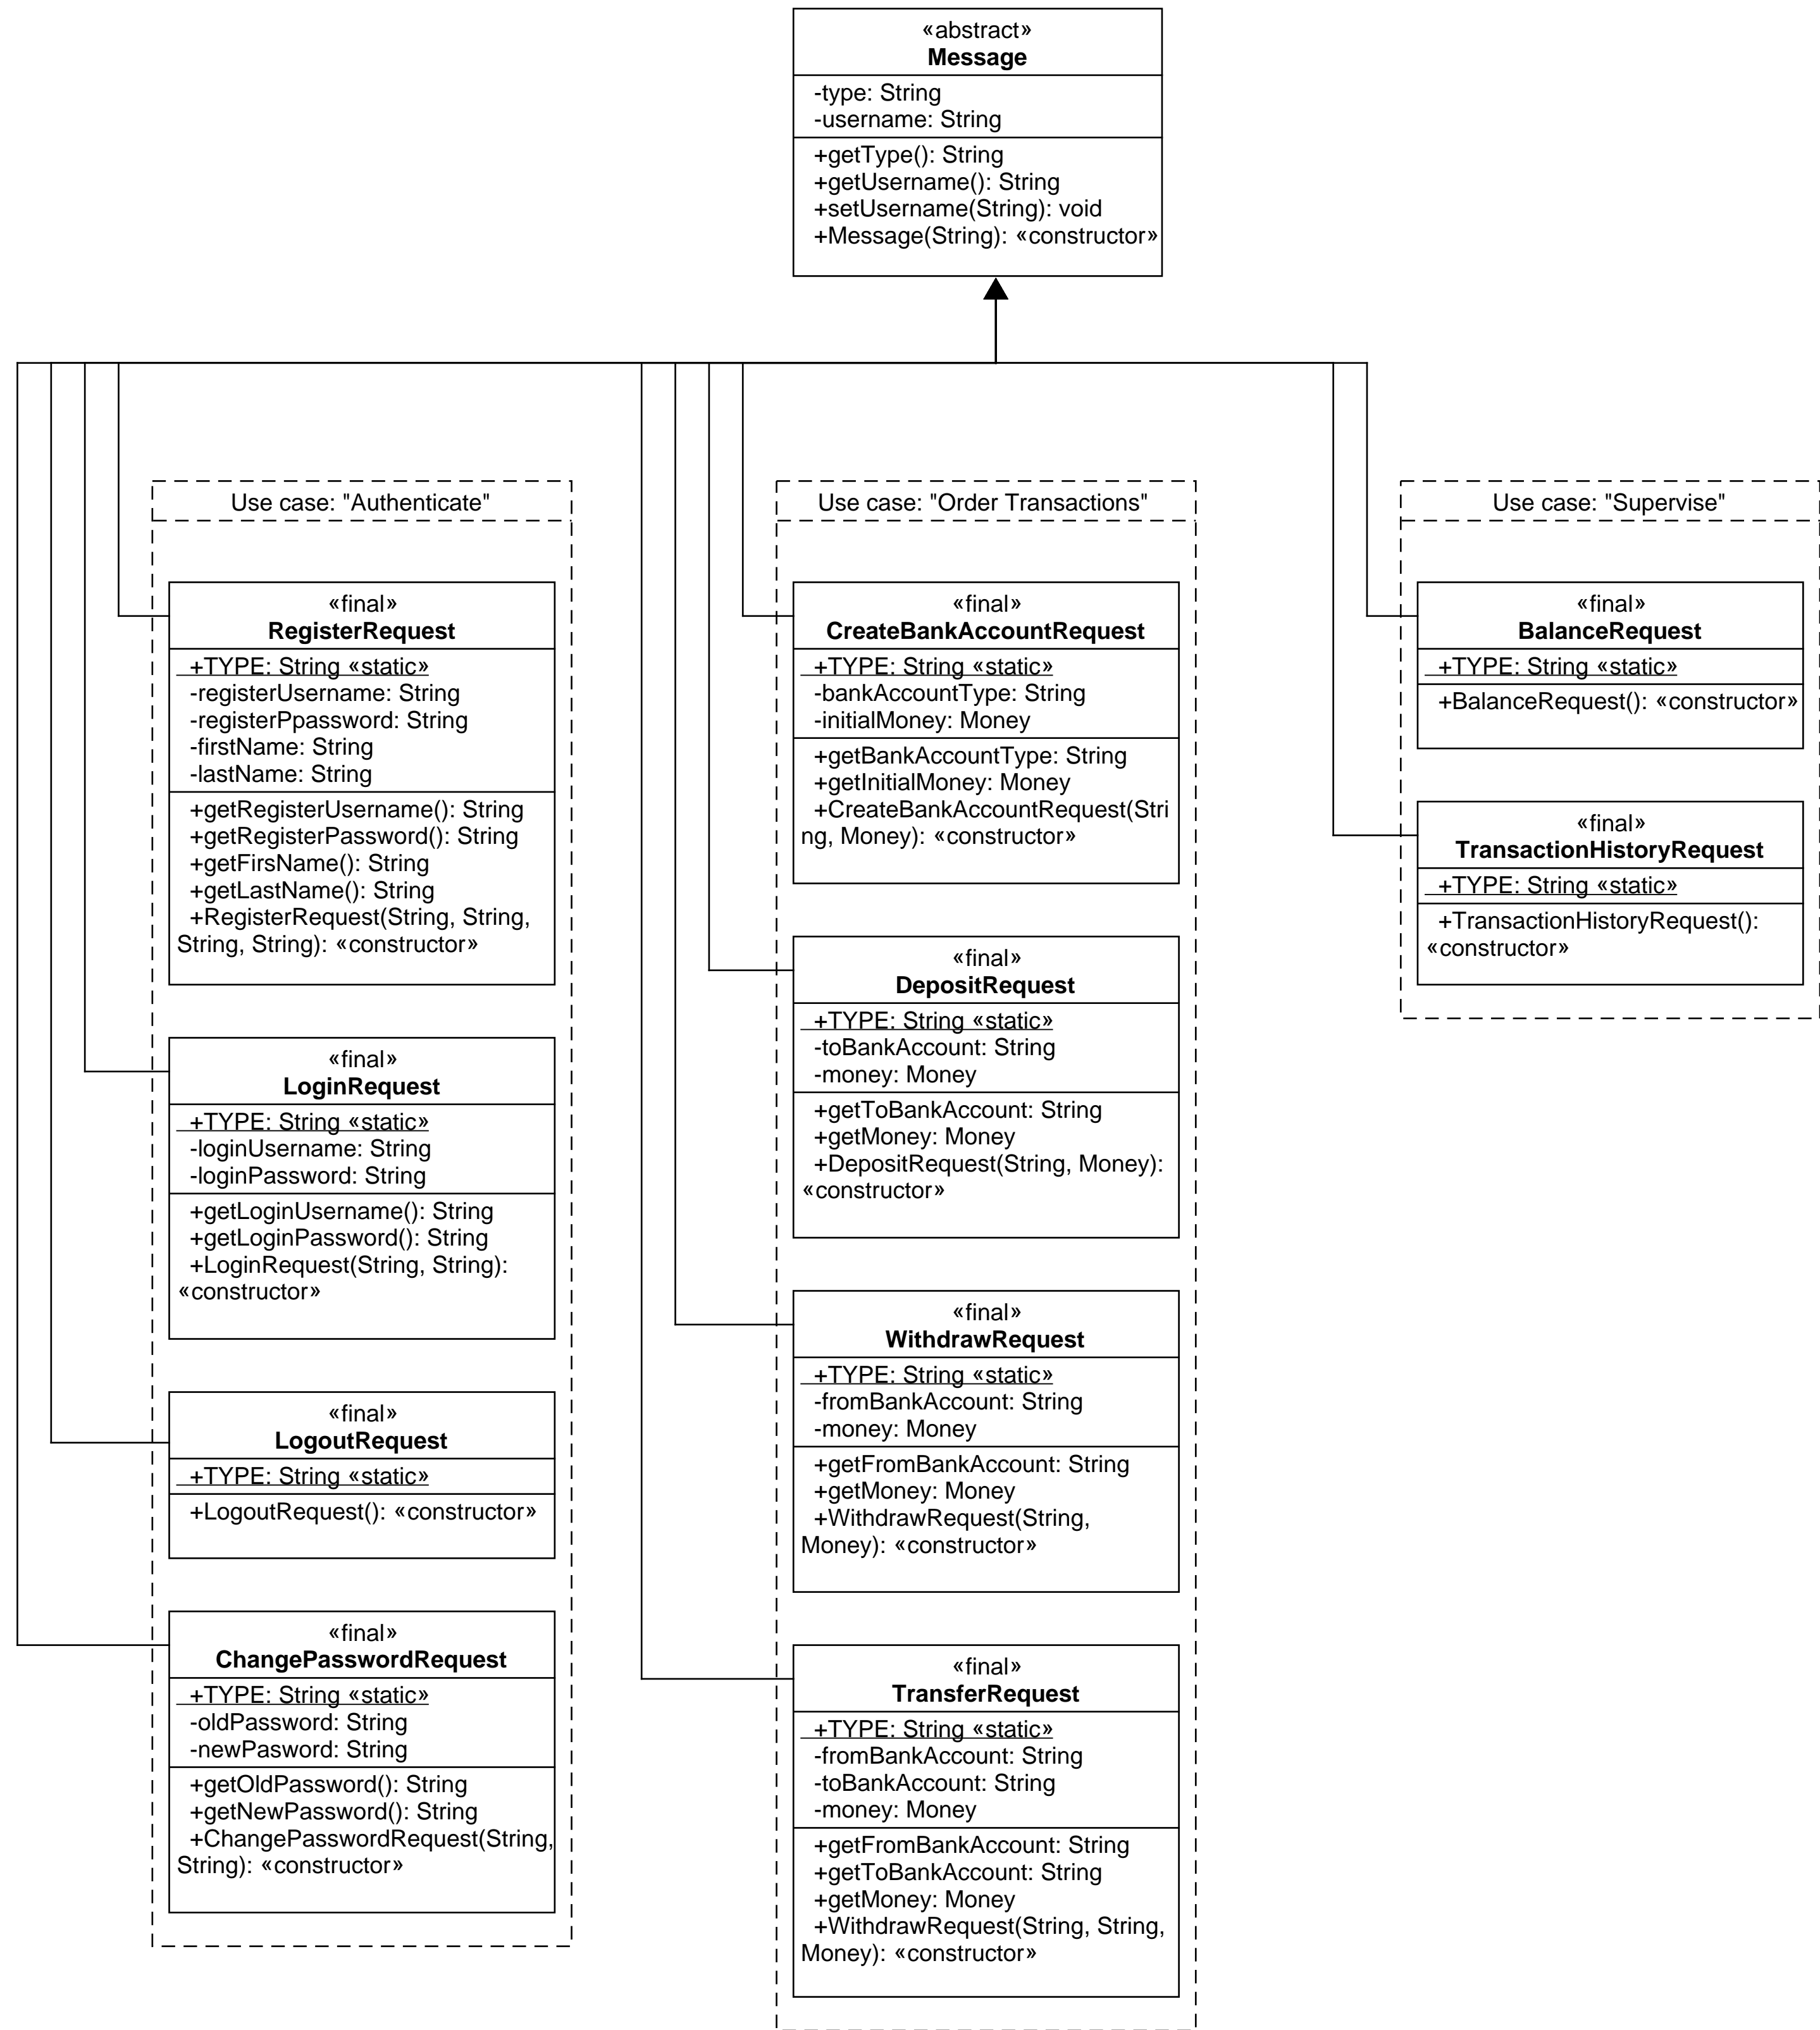 «abstract»
Message
-type: String
-username: String
+getType(): String
+getUsername(): String
+setUsername(String): void
+Message(String): «constructor»
Use case: "Authenticate"
«final»
RegisterRequest
+TYPE: String «static»
-registerUsername: String
-registerPpassword: String
-firstName: String
-lastName: String
+getRegisterUsername(): String
+getRegisterPassword(): String
+getFirsName(): String
+getLastName(): String
+RegisterRequest(String, String,
String, String): «constructor»
«final»
LoginRequest
+TYPE: String «static»
-loginUsername: String
-loginPassword: String
+getLoginUsername(): String
+getLoginPassword(): String
+LoginRequest(String, String):
«constructor»
«final»
LogoutRequest
+TYPE: String «static»
+LogoutRequest(): «constructor»
«final»
ChangePasswordRequest
+TYPE: String «static»
-oldPassword: String
-newPasword: String
+getOldPassword(): String
+getNewPassword(): String
+ChangePasswordRequest(String,
String): «constructor»
Use case: "Order Transactions"
«final»
CreateBankAccountRequest
+TYPE: String «static»
-bankAccountType: String
-initialMoney: Money
+getBankAccountType: String
+getInitialMoney: Money
+CreateBankAccountRequest(Stri
ng, Money): «constructor»
«final»
DepositRequest
+TYPE: String «static»
-toBankAccount: String
-money: Money
+getToBankAccount: String
+getMoney: Money
+DepositRequest(String, Money):
«constructor»
«final»
WithdrawRequest
+TYPE: String «static»
-fromBankAccount: String
-money: Money
+getFromBankAccount: String
+getMoney: Money
+WithdrawRequest(String,
Money): «constructor»
«final»
TransferRequest
+TYPE: String «static»
-fromBankAccount: String
-toBankAccount: String
-money: Money
+getFromBankAccount: String
+getToBankAccount: String
+getMoney: Money
+WithdrawRequest(String, String,
Money): «constructor»
Use case: "Supervise"
«final»
BalanceRequest
+TYPE: String «static»
+BalanceRequest(): «constructor»
«final»
TransactionHistoryRequest
+TYPE: String «static»
+TransactionHistoryRequest():
«constructor»